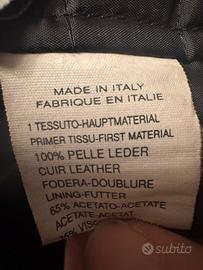 MADE IN ITALY
FABRIQUE EN ITALIE
1 TESSUTO-HAUPTMATERIAL
PRIMER TISSU-FIRST MATERIAL
100% PELLE LEDER
CUIR LEATHER
FODERA-DOUBLURE
LINING-FUTTER
65% ACETATO-ACETATE
ACETATE-ACETAT
subito